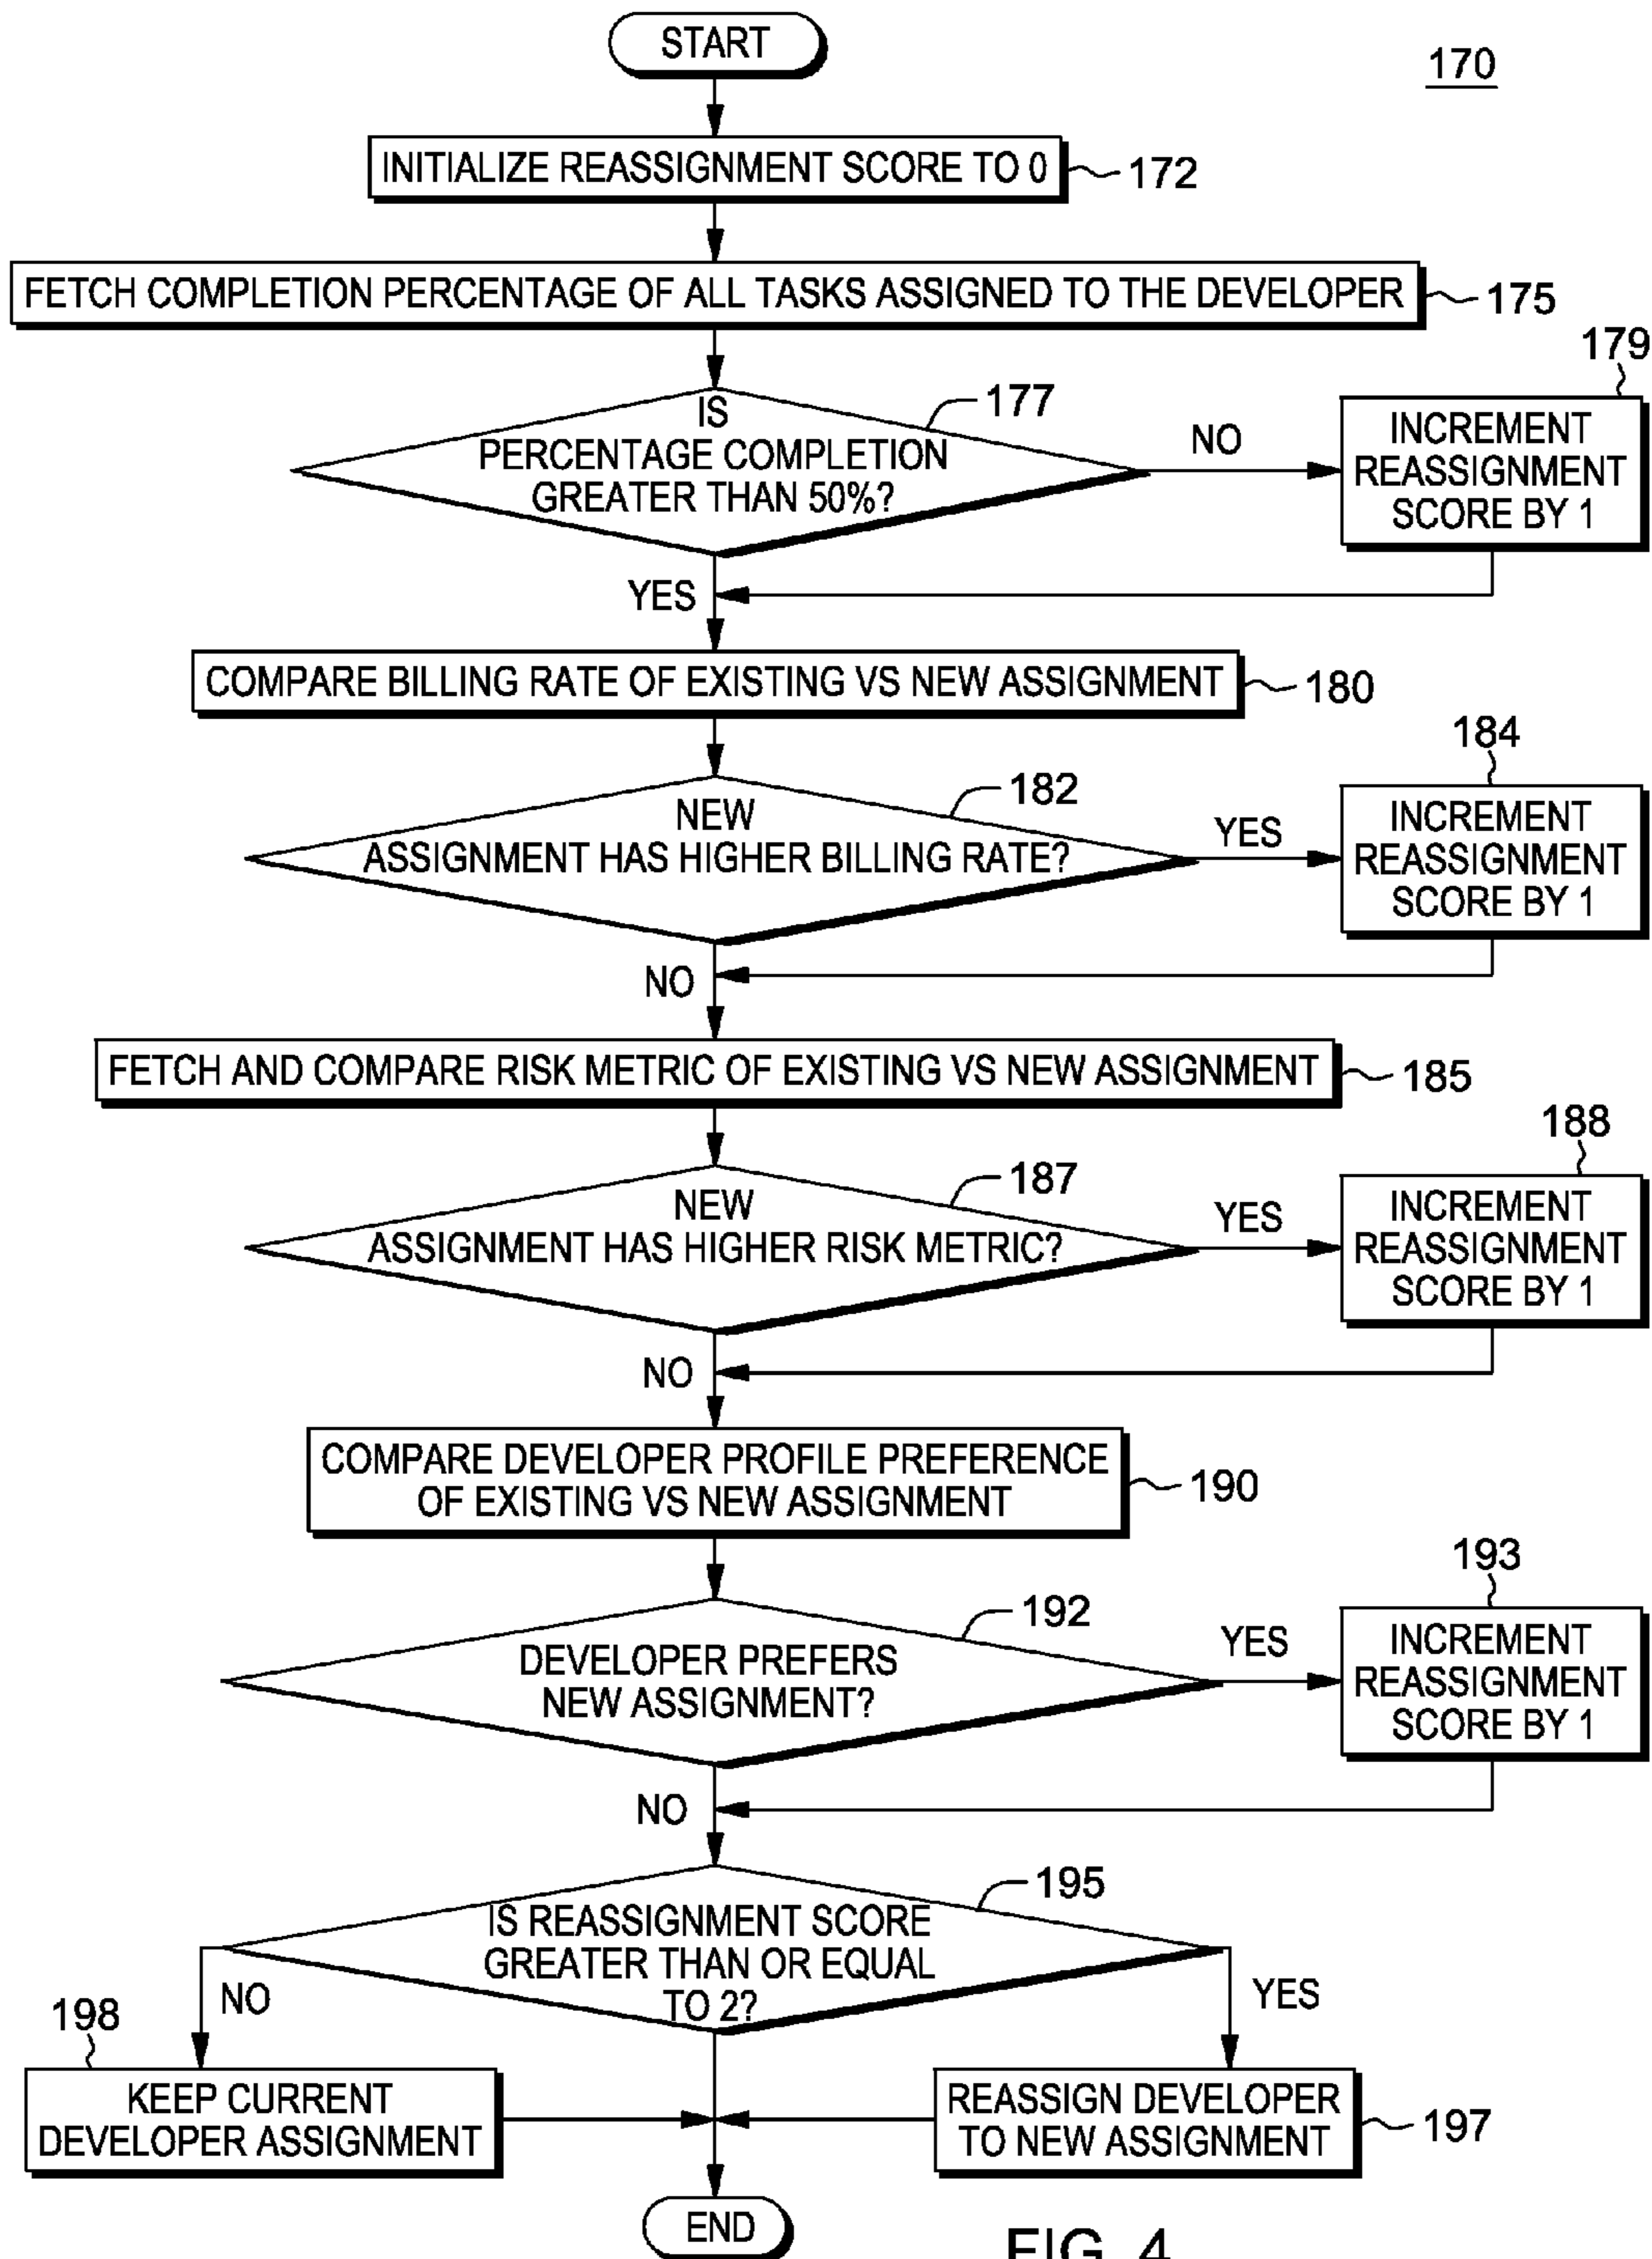 START
170
INITIALIZE REASSIGNMENT SCORE TO 0
172
FETCH COMPLETION PERCENTAGE OF ALL TASKS ASSIGNED TO THE DEVELOPER
175
IS
PERCENTAGE COMPLETION
GREATER THAN 50%?
177
NO
179
INCREMENT
REASSIGNMENT
SCORE BY 1
YES
COMPARE BILLING RATE OF EXISTING VS NEW ASSIGNMENT
180
NEW
ASSIGNMENT HAS HIGHER BILLING RATE?
182
YES
184
INCREMENT
REASSIGNMENT
SCORE BY 1
NO
FETCH AND COMPARE RISK METRIC OF EXISTING VS NEW ASSIGNMENT
185
NEW
ASSIGNMENT HAS HIGHER RISK METRIC?
187
YES
188
INCREMENT
REASSIGNMENT
SCORE BY 1
NO
COMPARE DEVELOPER PROFILE PREFERENCE
OF EXISTING VS NEW ASSIGNMENT
190
DEVELOPER PREFERS
NEW ASSIGNMENT?
192
YES
193
INCREMENT
REASSIGNMENT
SCORE BY 1
NO
IS REASSIGNMENT SCORE
GREATER THAN OR EQUAL
TO 2?
195
NO
YES
198
KEEP CURRENT
DEVELOPER ASSIGNMENT
REASSIGN DEVELOPER
TO NEW ASSIGNMENT
197
END
FIG. 4